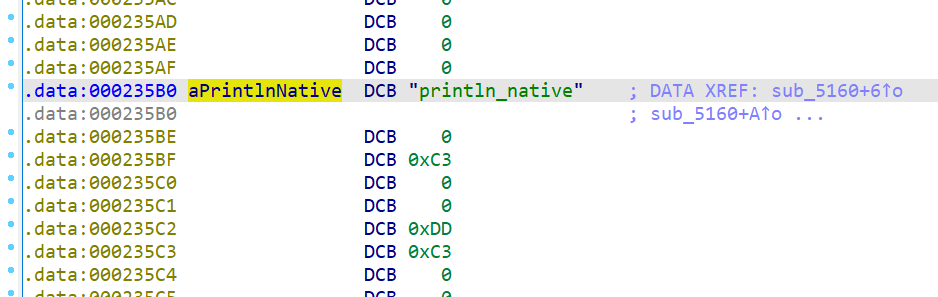 .data:000235AC DCB 0
.data:000235AD DCB 0
.data:000235AE DCB 0
.data:000235AF DCB 0
.data:000235B0 aPrintlnNative DCB "println_native" ; DATA XREF: sub_5160+6↑o
.data:000235B0 ; sub_5160+A↑o ...
.data:000235BE DCB 0
.data:000235BF DCB 0xC3
.data:000235C0 DCB 0
.data:000235C1 DCB 0
.data:000235C2 DCB 0xDD
.data:000235C3 DCB 0xC3
.data:000235C4 DCB 0
.data:000235C5 DCB 0